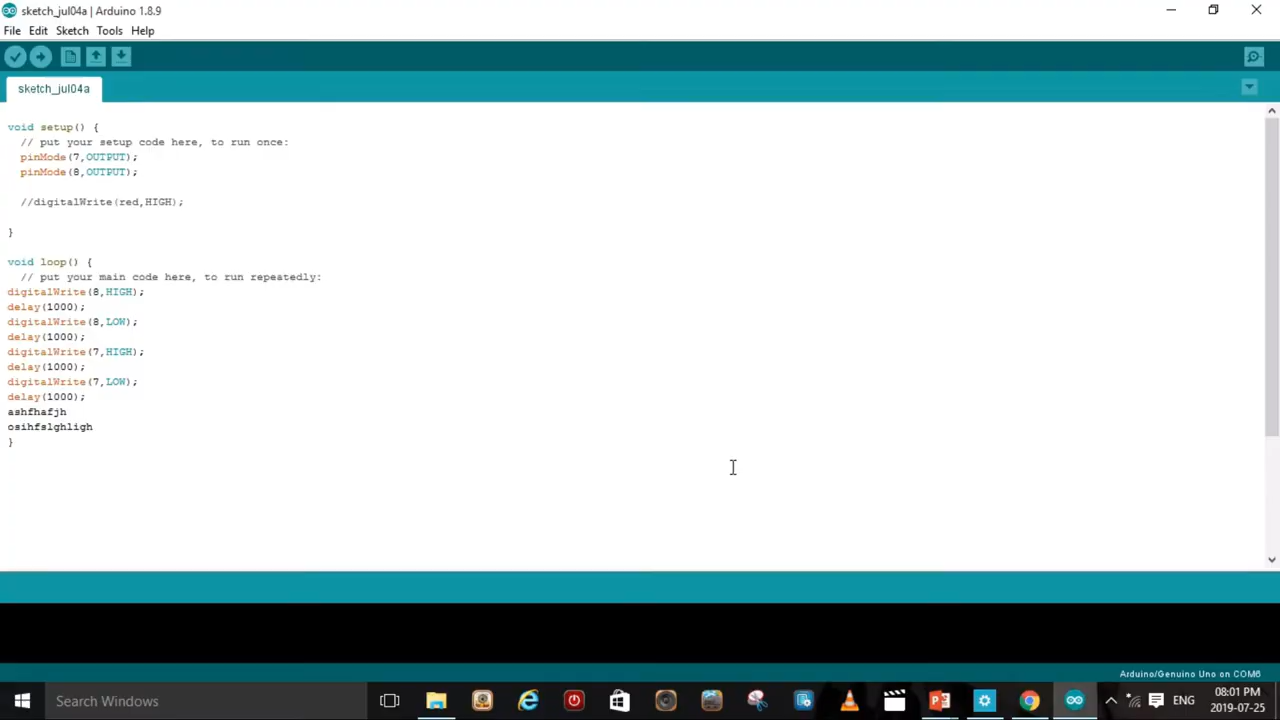 sketch_jul04a | Arduino 1.8.9
File Edit Sketch Tools Help
sketch_jul04a
void setup() {
// put your setup code here, to run once:
pinMode(7,OUTPUT);
pinMode(8,OUTPUT);
//digitalWrite(red,HIGH);
}
void loop() {
// put your main code here, to run repeatedly:
digitalWrite(8,HIGH);
delay(1000);
digitalWrite(8,LOW);
delay(1000);
digitalWrite(7,HIGH);
delay(1000);
digitalWrite(7,LOW);
delay(1000);
ashfhafjh
osihfslghligh
}
Arduino/Genuino Uno on COM6
Search Windows
ENG
08:01 PM
2019-07-25